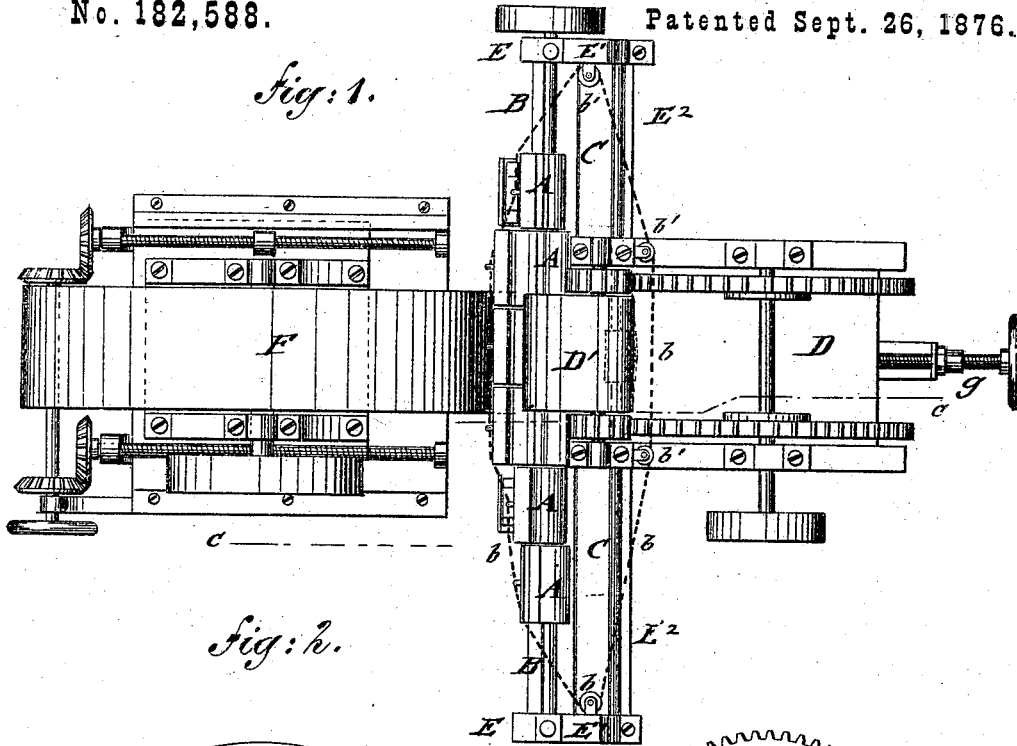 No. 182,588.
Patented Sept. 26, 1876.
Fig: 1.
E
E'
B
b'
E²
C
A
b'
A
F
D'
b
D
g
c
b'
A
c
b
C
b
A
Fig: 2.
E²
B
b
E
E'